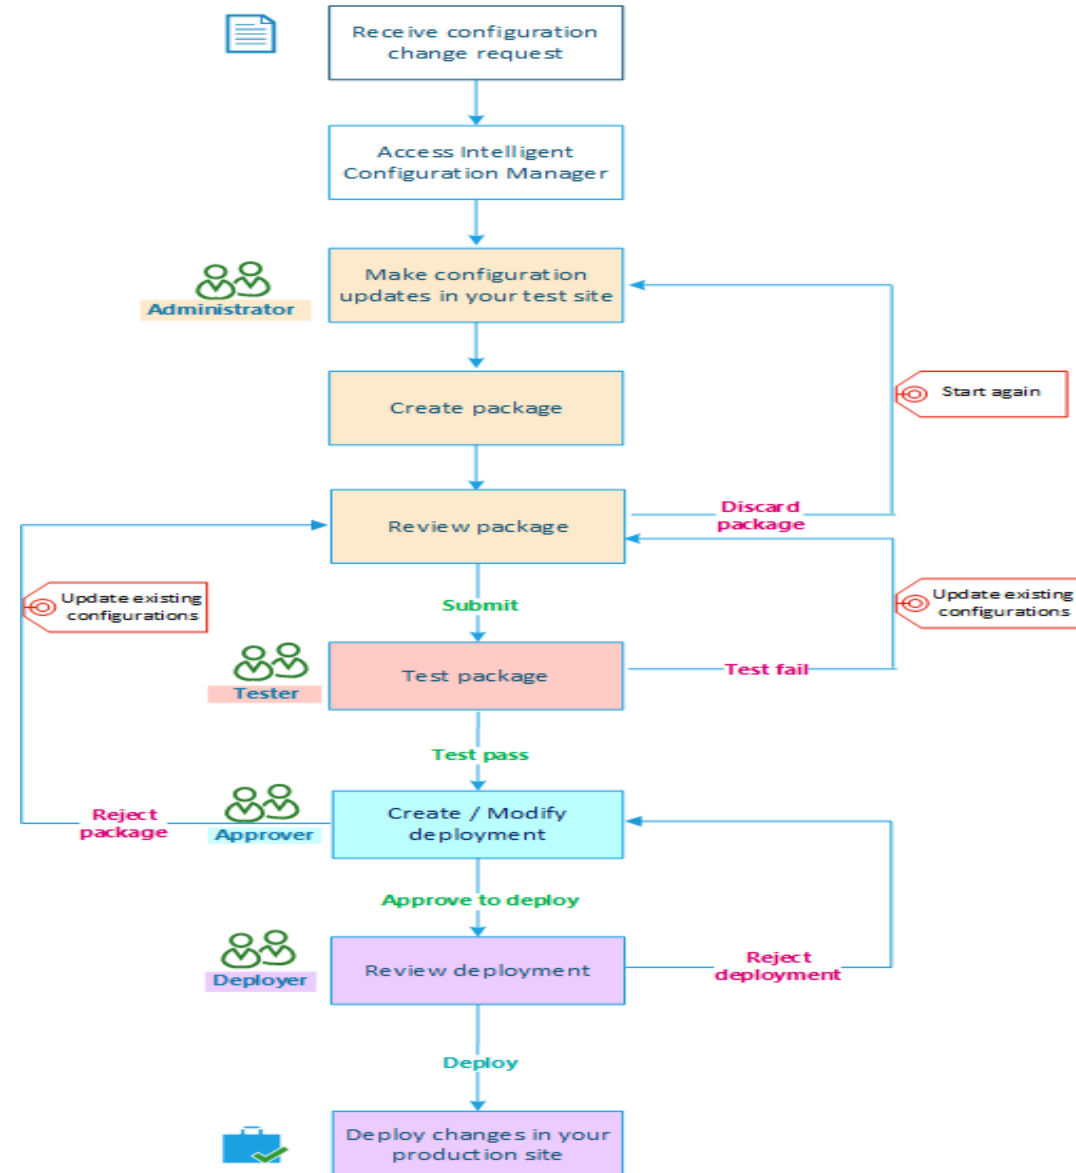 Receive configuration
change request
Access Intelligent
Configuration Manager
Make configuration
updates in your test site
Administrator
Create package
Start again
Review package
Discard
package
Update existing
configurations
Submit
Update existing
configurations
Test package
Tester
Test fail
Test pass
Create / Modify
deployment
Reject
package
Approver
Approve to deploy
Review deployment
Deployer
Reject
deployment
Deploy
Deploy changes in your
production site